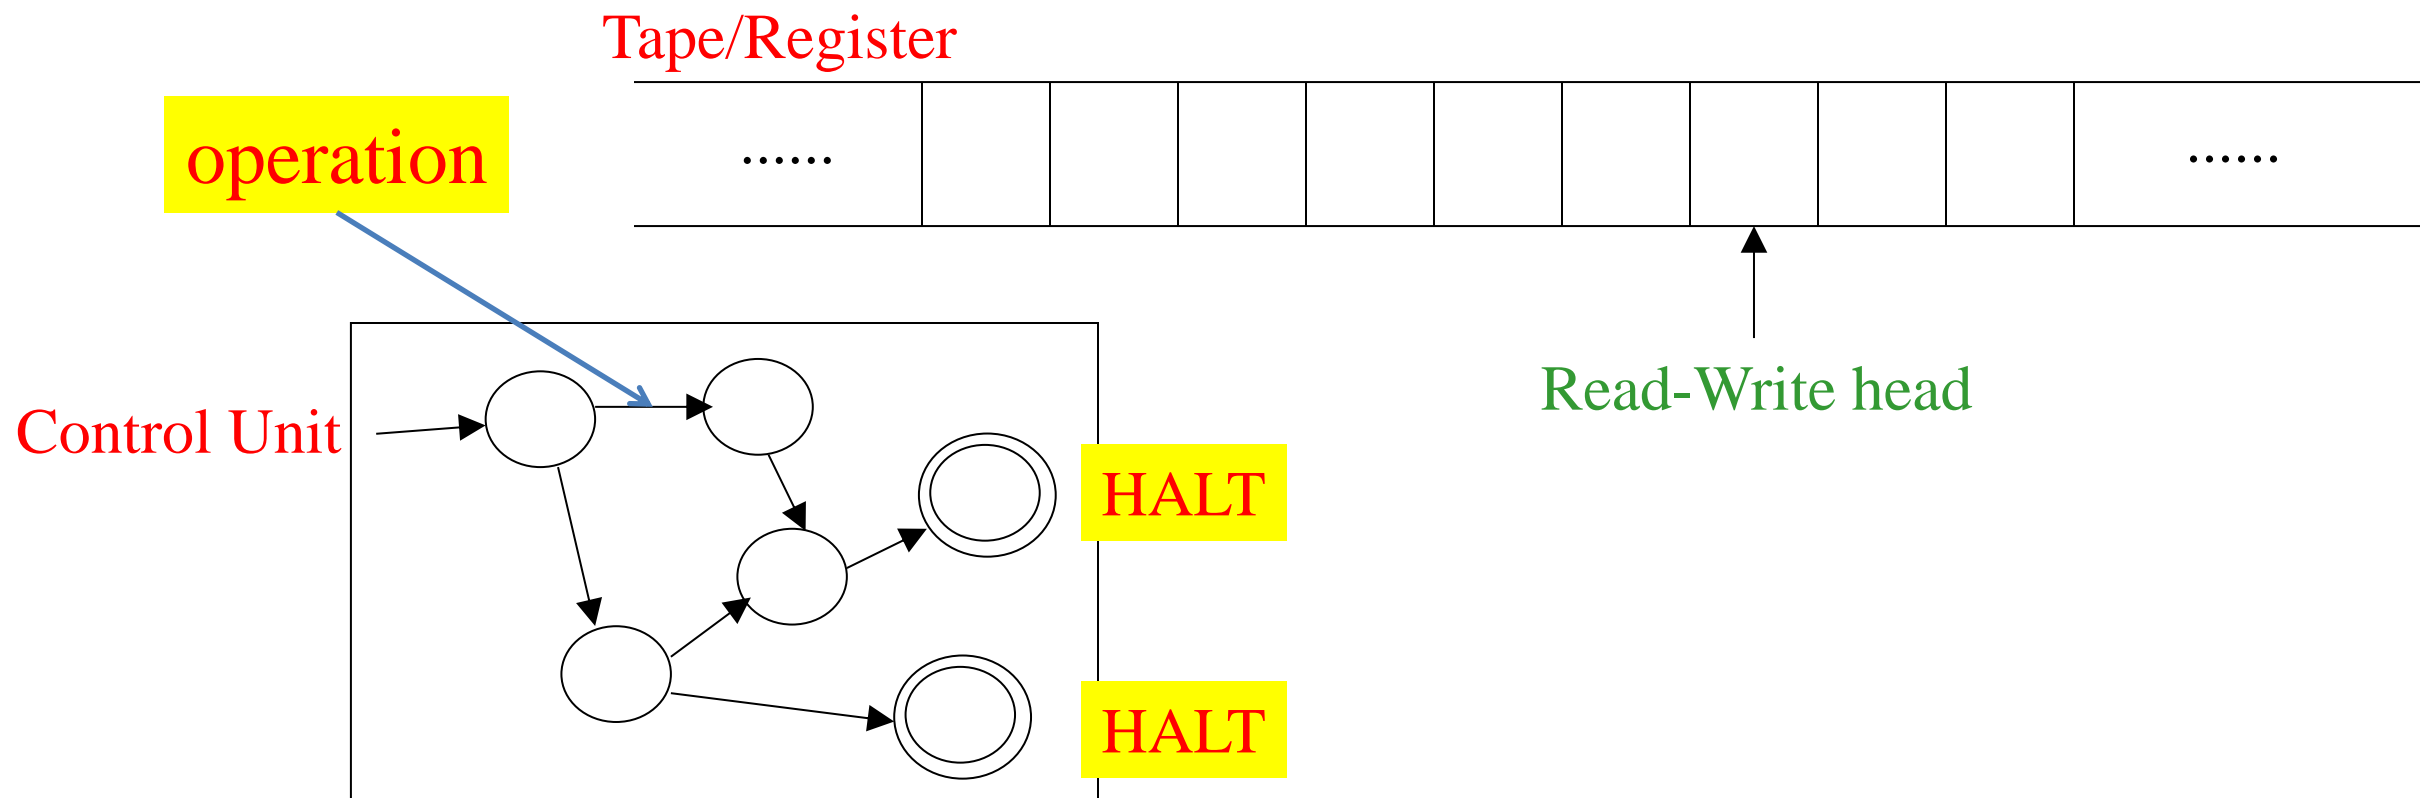 Tape/Register
operation
......
......
Read-Write head
Control Unit
HALT
HALT